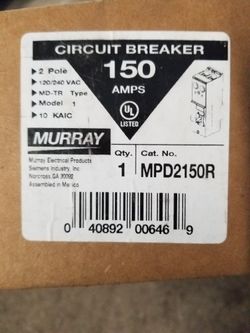 CIRCUIT BREAKER
2 Pole
120/240 VAC
MD-TR Type
Model 1
10 KAIC
150
AMPS
UL
LISTED
MURRAY
Murray Electrical Products
Siemens Industry, Inc.
Norcross, GA 30092
Assembled in Mexico
Qty. Cat. No.
1 MPD2150R
0 40892 00646 9